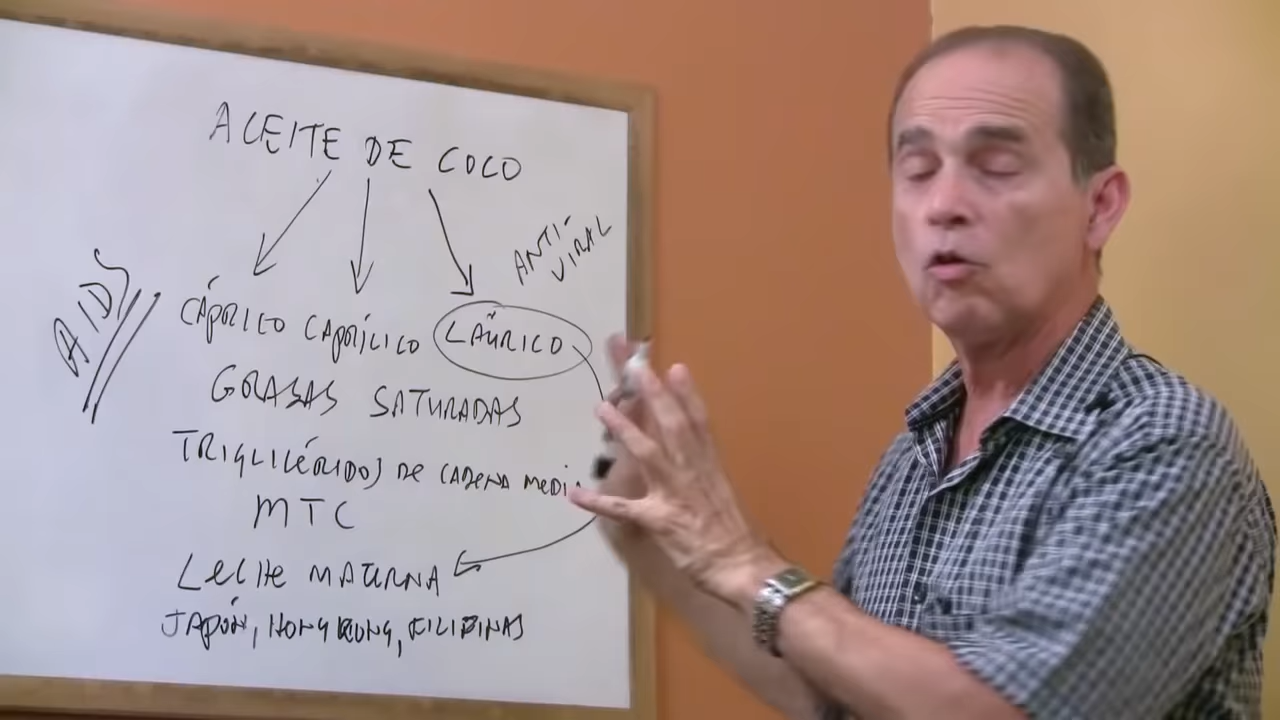 ACEITE DE COCO
ANTI-
VIRAL
AIDS
CÁPRICO CAPRÍLICO LAÚRICO
GRASAS SATURADAS
TRIGLICÉRIDOS DE CADENA MEDIA
MTC
LECHE MATERNA
JAPÓN, HONG KONG, FILIPINAS